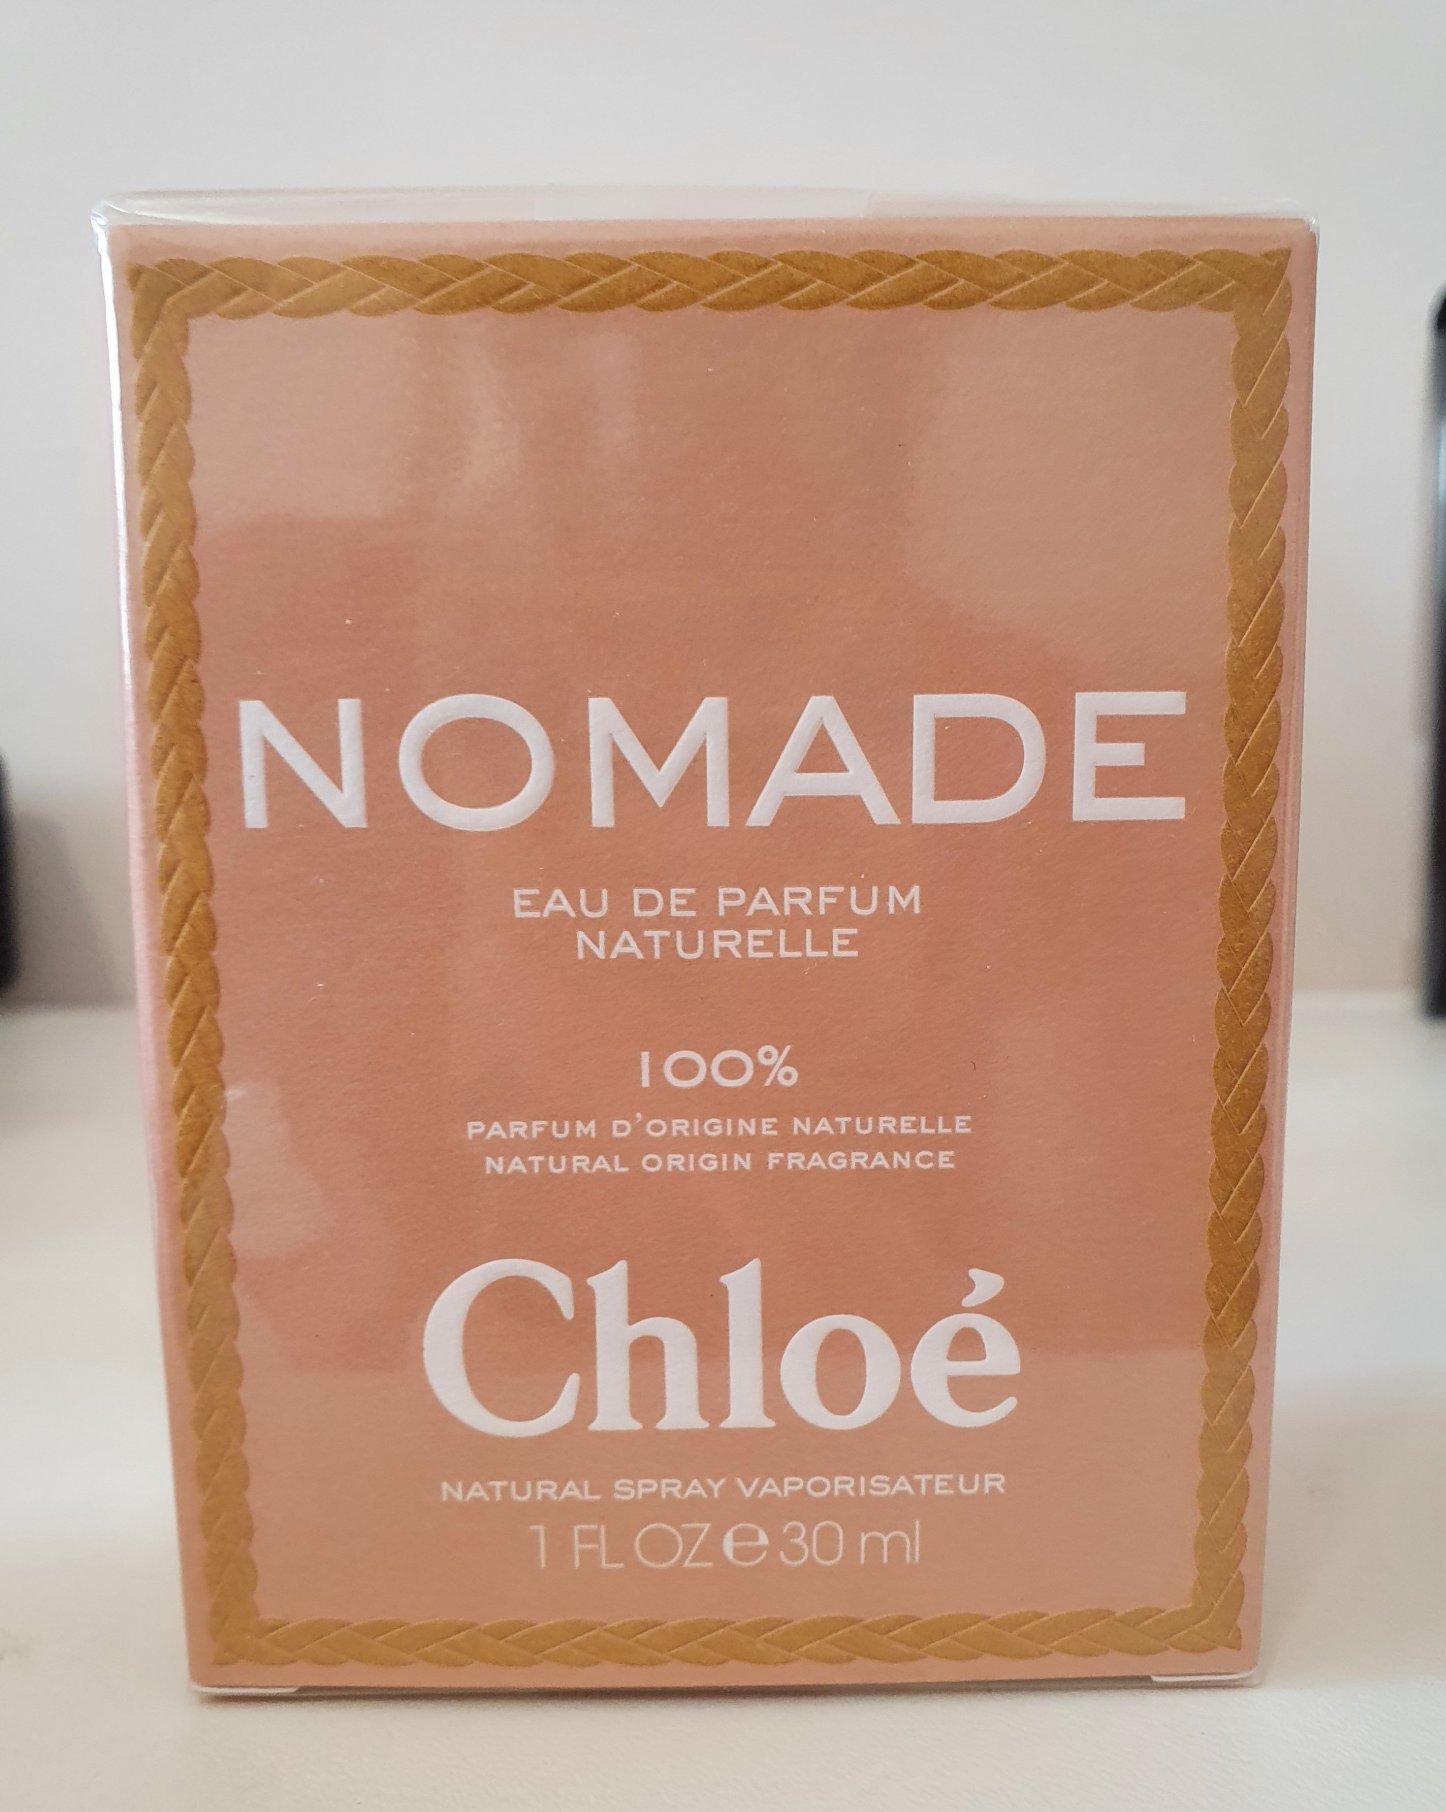 NOMADE
EAU DE PARFUM
NATURELLE
100%
PARFUM D'ORIGINE NATURELLE
NATURAL ORIGIN FRAGRANCE
Chloé
NATURAL SPRAY VAPORISATEUR
1 FL OZ e 30 ml